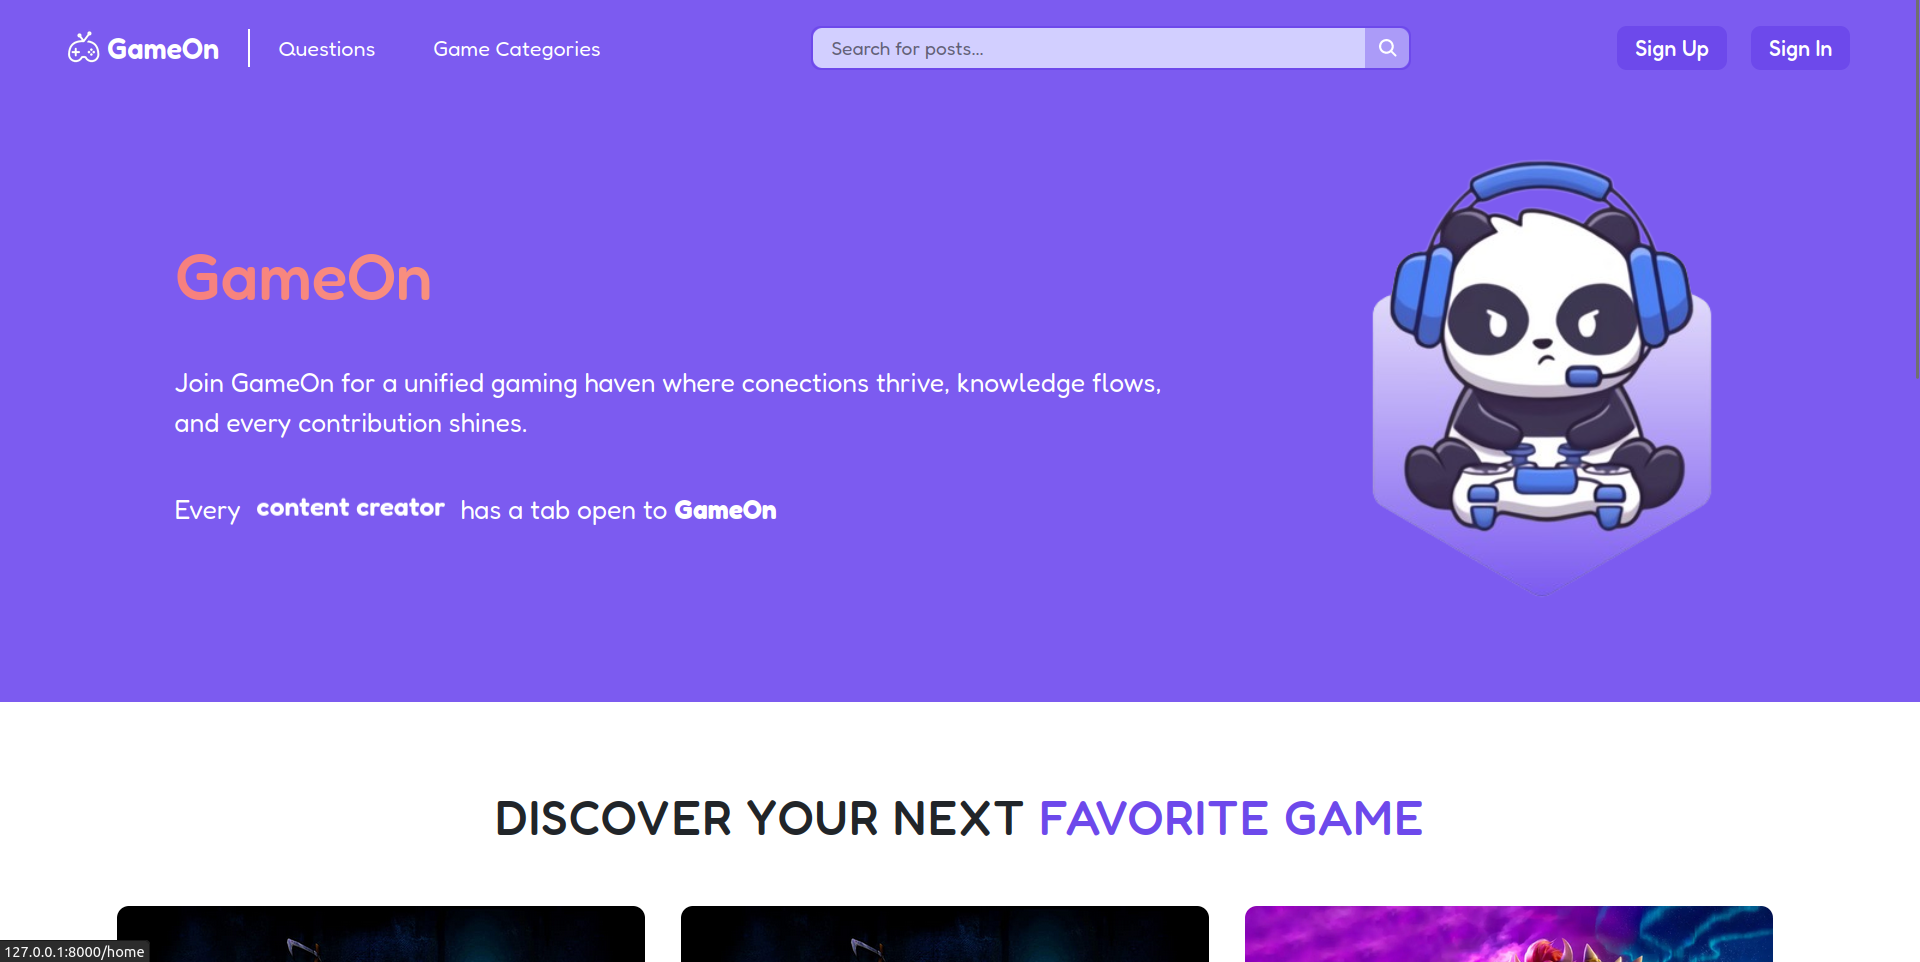 GameOn
Questions
Game Categories
Search for posts...
Sign Up
Sign In
GameOn
Join GameOn for a unified gaming haven where conections thrive, knowledge flows,
and every contribution shines.
Every content creator has a tab open to GameOn
DISCOVER YOUR NEXT FAVORITE GAME
127.0.0.1:8000/home